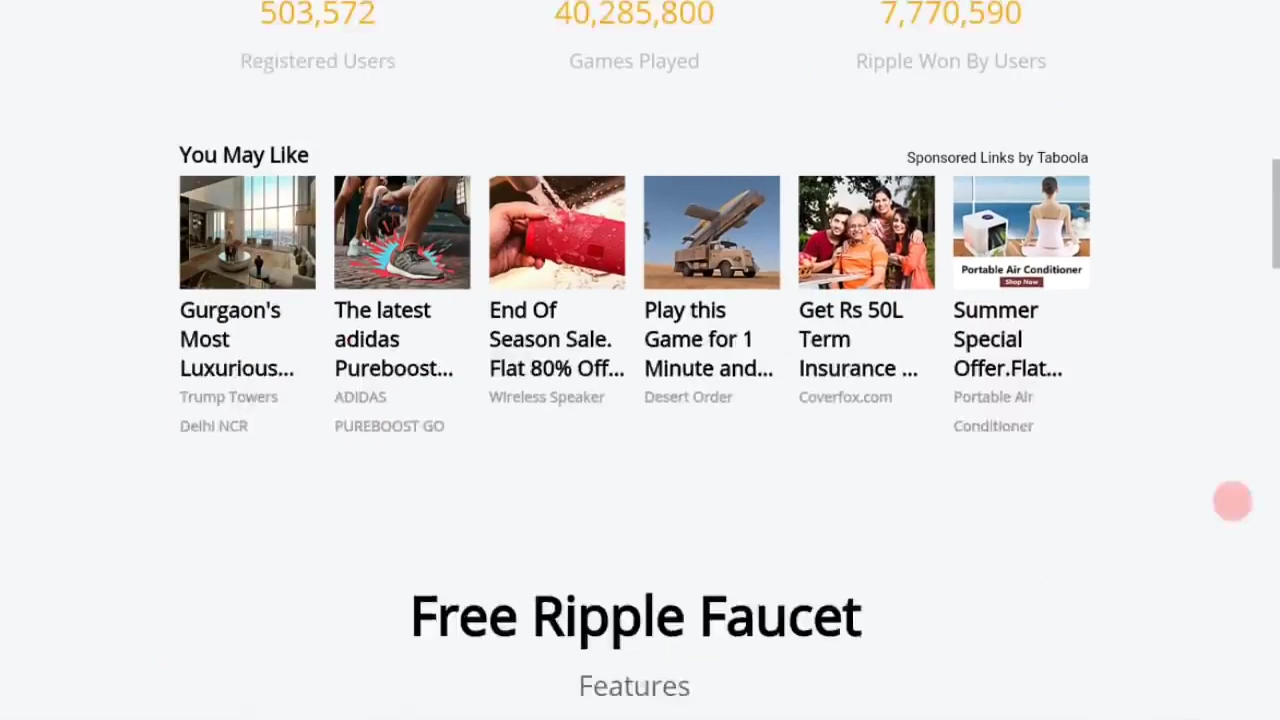 503,572 40,285,800 7,770,590
Registered Users Games Played Ripple Won By Users
You May Like Sponsored Links by Taboola
Gurgaon's
Most
Luxurious...
Trump Towers
Delhi NCR
The latest
adidas
Pureboost...
ADIDAS
PUREBOOST GO
End Of
Season Sale.
Flat 80% Off...
Wireless Speaker
Play this
Game for 1
Minute and...
Desert Order
Get Rs 50L
Term
Insurance ...
Coverfox.com
Portable Air Conditioner
Shop Now
Summer
Special
Offer.Flat...
Portable Air
Conditioner
Free Ripple Faucet
Features